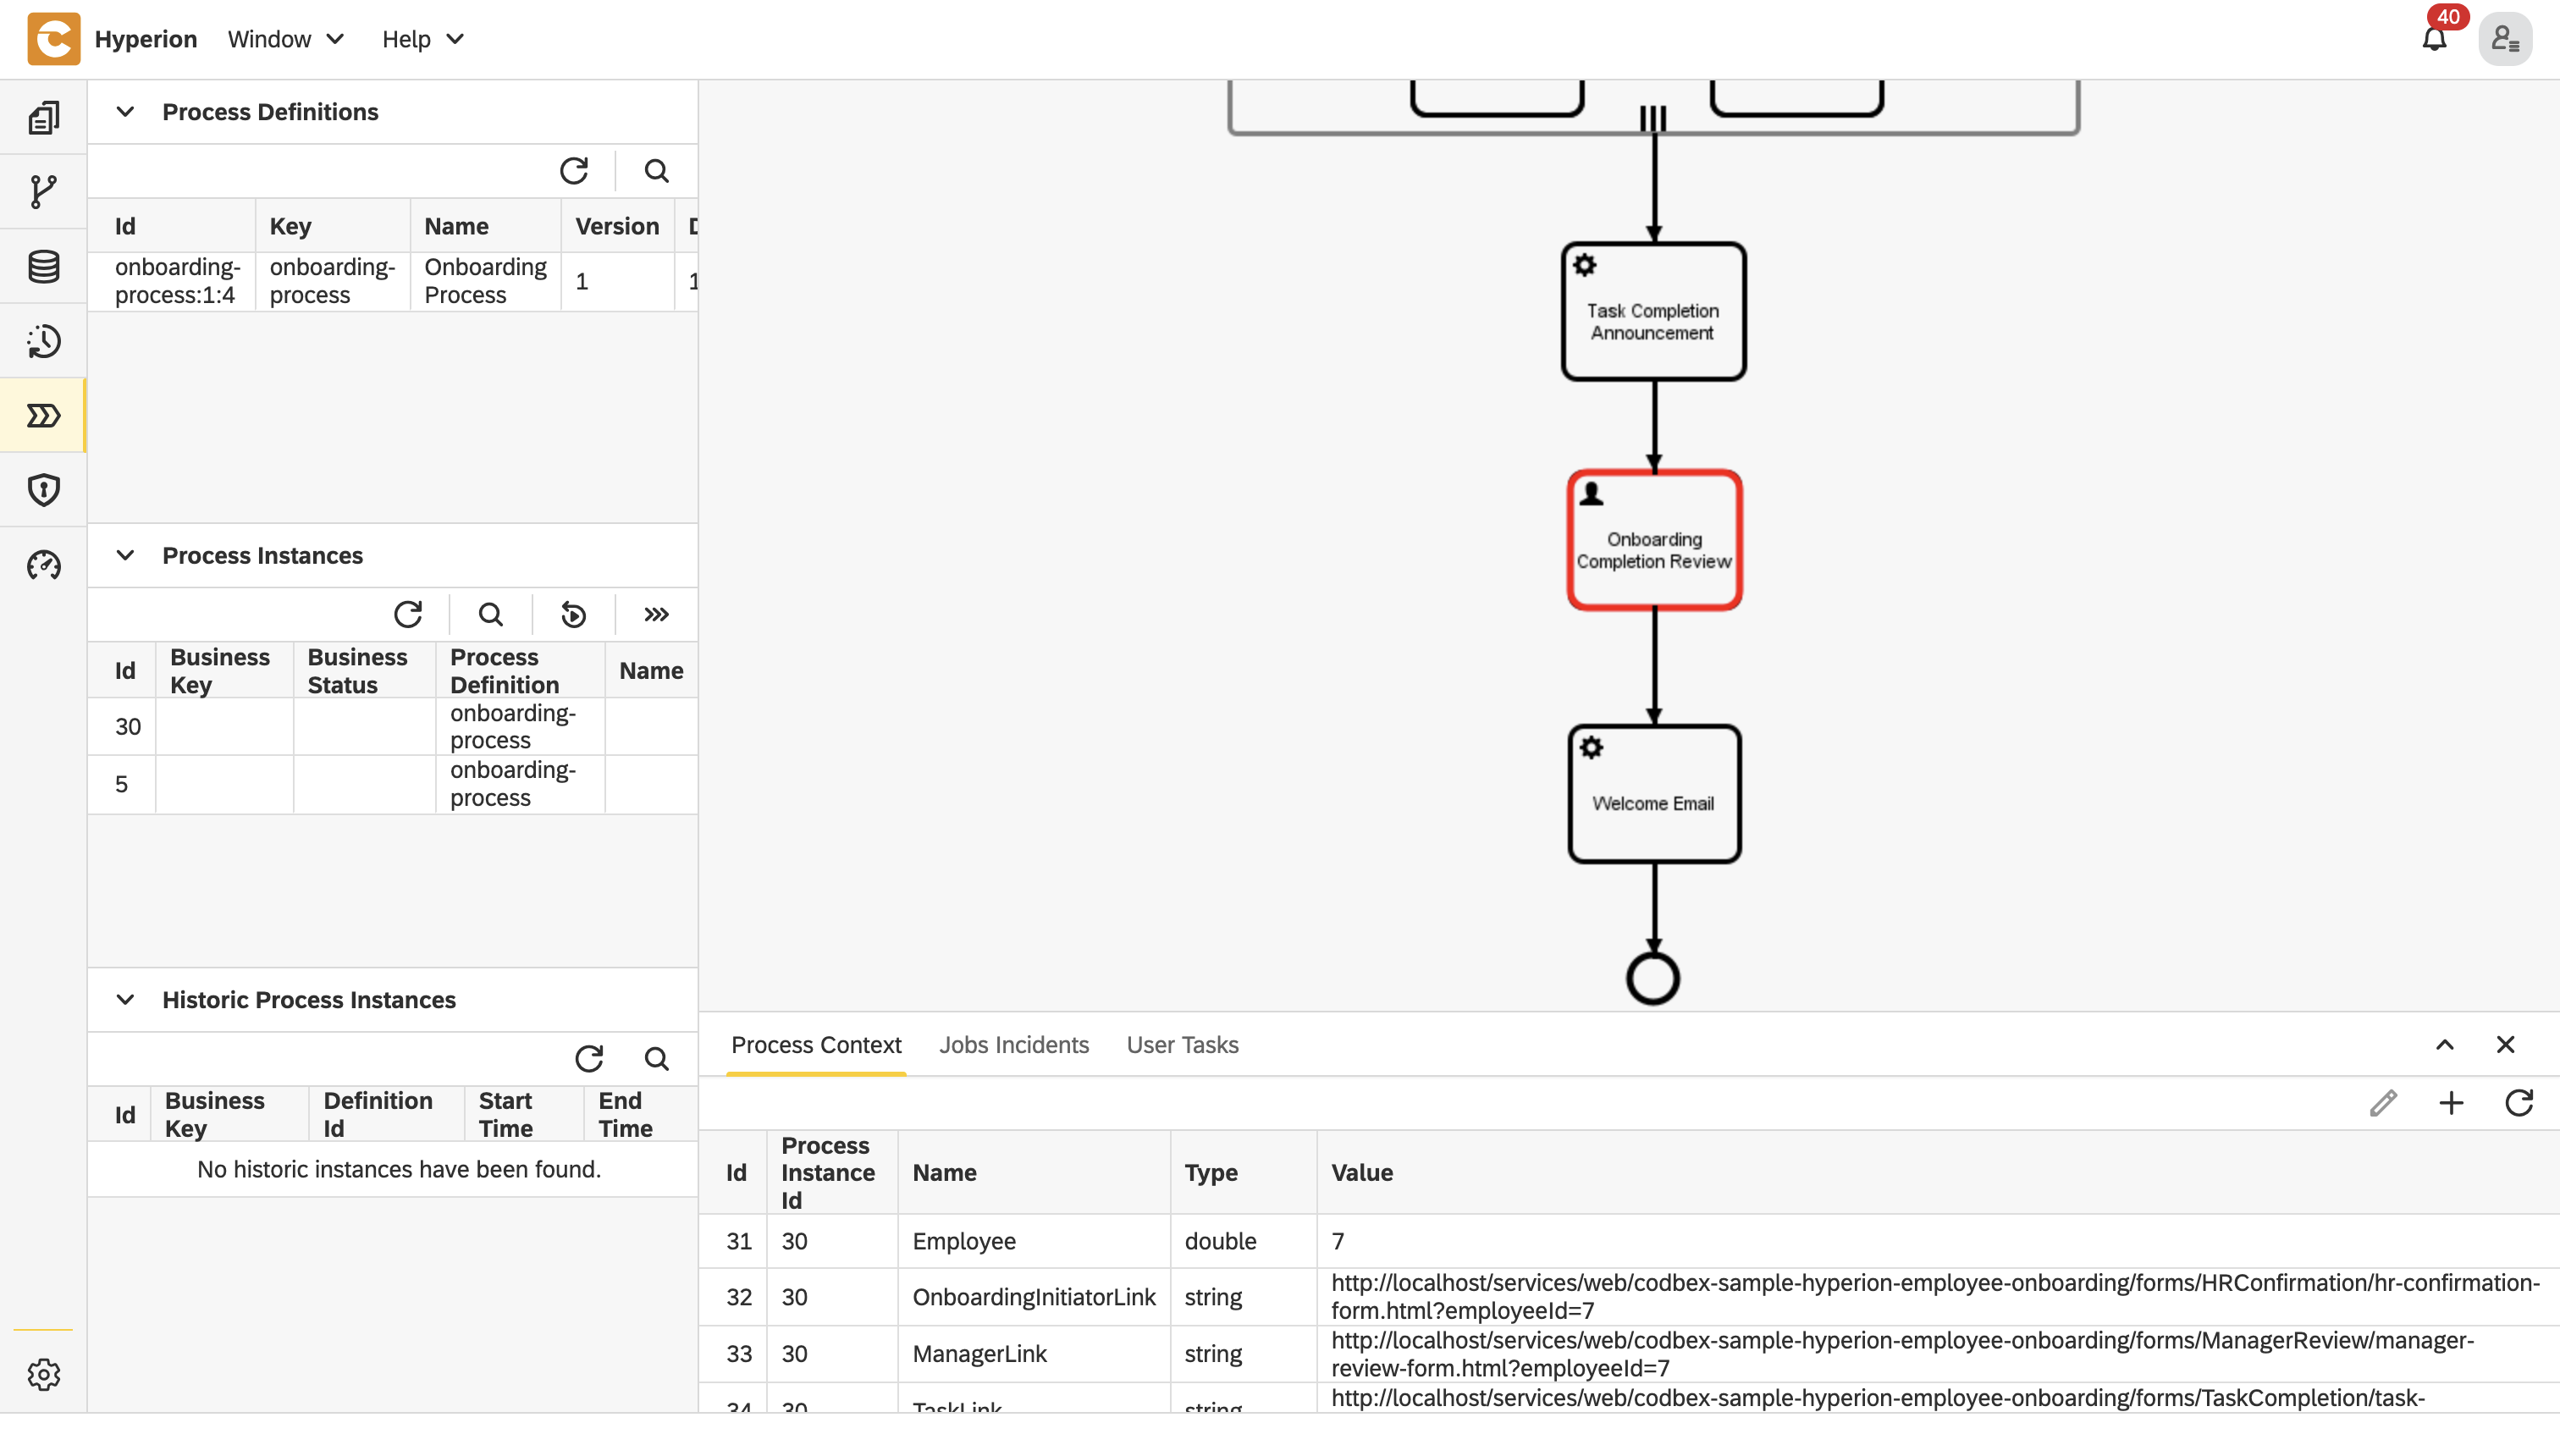 Hyperion Window Help 40
Process Definitions
Id Key Name Version
onboarding-
process:1:4
onboarding-
process
Onboarding
Process
1
1
Process Instances
Id
Business
Key
Business
Status
Process
Definition
Name
30
onboarding-
process
5
onboarding-
process
Historic Process Instances
Id
Business
Key
Definition
Id
Start
Time
End
Time
No historic instances have been found.
Task Completion
Announcement
Onboarding
Completion Review
Welcome Email
Process Context Jobs Incidents User Tasks
Id
Process
Instance
Id
Name Type Value
31 30 Employee double 7
32 30 OnboardingInitiatorLink string
http://localhost/services/web/codbex-sample-hyperion-employee-onboarding/forms/HRConfirmation/hr-confirmation-
form.html?employeeId=7
33 30 ManagerLink string
http://localhost/services/web/codbex-sample-hyperion-employee-onboarding/forms/ManagerReview/manager-
review-form.html?employeeId=7
34 30 TaskLink string
http://localhost/services/web/codbex-sample-hyperion-employee-onboarding/forms/TaskCompletion/task-